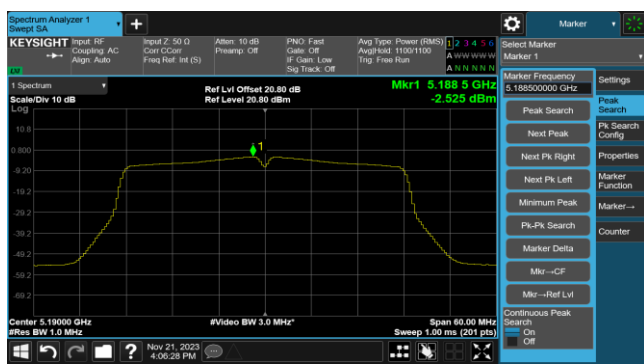 Spectrum Analyzer 1
Swept SA
Marker
KEYSIGHT Input: RF Input Z: 50 Ω Atten: 10 dB PNO: Fast Avg Type: Power (RMS) 1 2 3 4 5 6
Coupling: AC Corr CCorr Preamp: Off Gate: Off Avg|Hold: 1100/1100 A W W W W W
Align: Auto Freq Ref: Int (S) IF Gain: Low Trig: Free Run
Sig Track: Off A N N N N N
LXI
Select Marker
Marker 1
1 Spectrum
Scale/Div 10 dB
Log
Ref Lvl Offset 20.80 dB
Ref Level 20.80 dBm
Mkr1 5.188 5 GHz
-2.525 dBm
10.8
0.800
-9.20
-19.2
-29.2
-39.2
-49.2
-59.2
-69.2
1
Center 5.19000 GHz #Video BW 3.0 MHz* Span 60.00 MHz
#Res BW 1.0 MHz Sweep 1.00 ms (201 pts)
Marker Frequency
5.188500000 GHz
Peak Search
Next Peak
Next Pk Right
Next Pk Left
Minimum Peak
Pk-Pk Search
Marker Delta
Mkr→CF
Mkr→Ref Lvl
Continuous Peak
Search
On
Off
Settings
Peak
Search
Pk Search
Config
Properties
Marker
Function
Marker→
Counter
Nov 21, 2023
4:06:28 PM